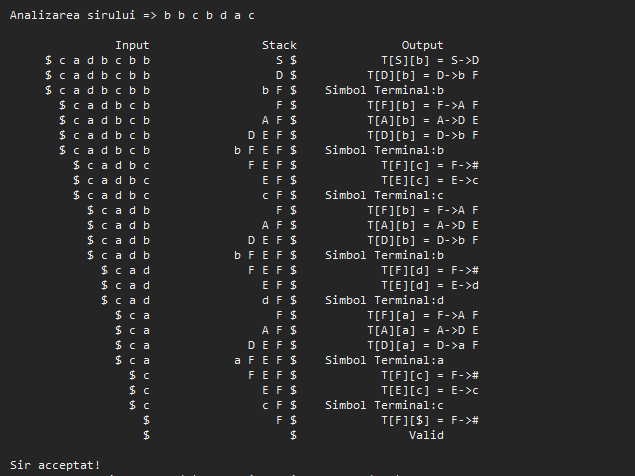 Analizarea sirului => b b c b d a c
Input Stack Output
$ c a d b c b b S $ T[S][b] = S->D
$ c a d b c b b D $ T[D][b] = D->b F
$ c a d b c b b b F $ Simbol Terminal:b
$ c a d b c b F $ T[F][b] = F->A F
$ c a d b c b A F $ T[A][b] = A->D E
$ c a d b c b D E F $ T[D][b] = D->b F
$ c a d b c b b F E F $ Simbol Terminal:b
$ c a d b c F E F $ T[F][c] = F->#
$ c a d b c E F $ T[E][c] = E->c
$ c a d b c c F $ Simbol Terminal:c
$ c a d b F $ T[F][b] = F->A F
$ c a d b A F $ T[A][b] = A->D E
$ c a d b D E F $ T[D][b] = D->b F
$ c a d b b F E F $ Simbol Terminal:b
$ c a d F E F $ T[F][d] = F->#
$ c a d E F $ T[E][d] = E->d
$ c a d d F $ Simbol Terminal:d
$ c a F $ T[F][a] = F->A F
$ c a A F $ T[A][a] = A->D E
$ c a D E F $ T[D][a] = D->a F
$ c a a F E F $ Simbol Terminal:a
$ c F E F $ T[F][c] = F->#
$ c E F $ T[E][c] = E->c
$ c c F $ Simbol Terminal:c
$ F $ T[F][$] = F->#
$ $ Valid
Sir acceptat!